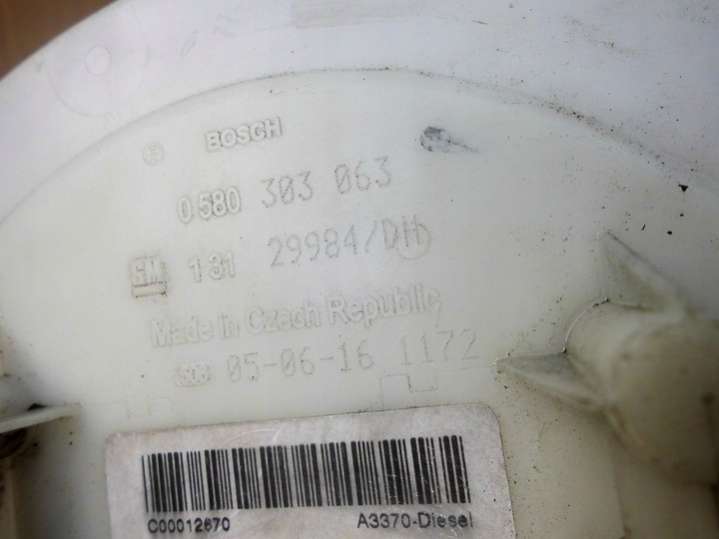 BOSCH
0 580 303 063
GM 131 29984/DH
Made in Czech Republic
508 05-06-16 1172
C00012670 A3370-Diesel